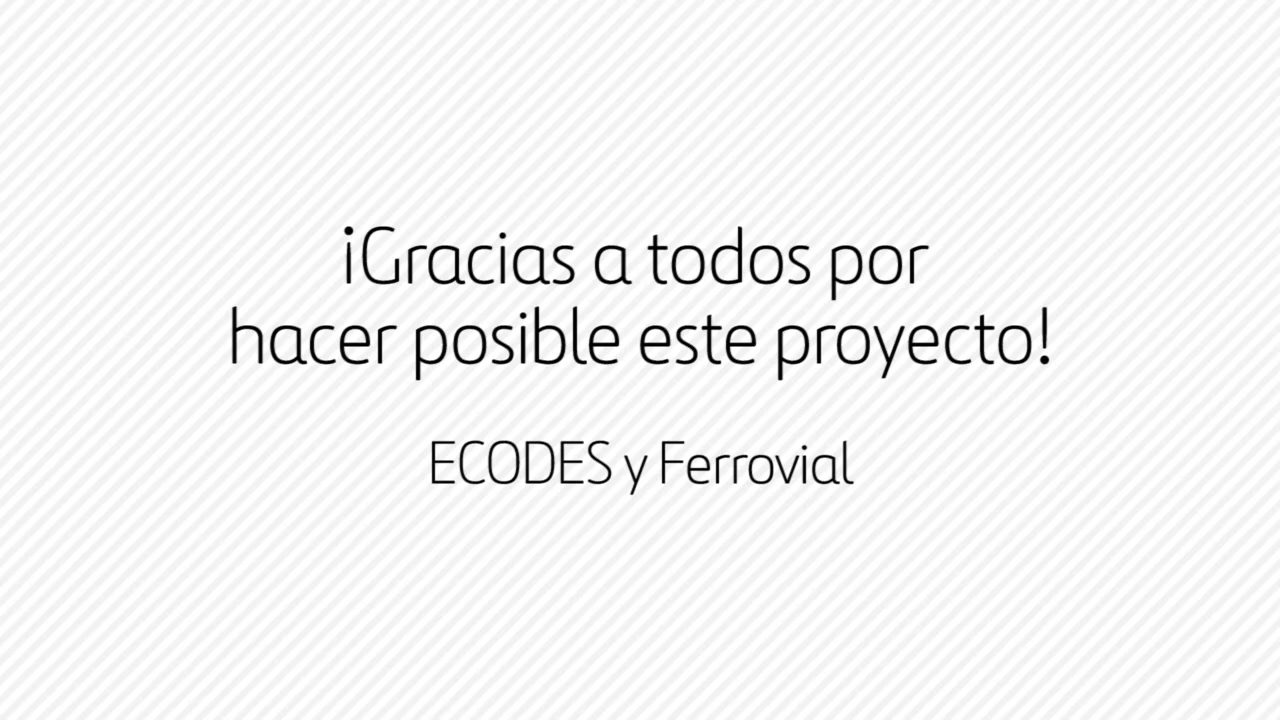 ¡Gracias a todos por
hacer posible este proyecto!
ECODES y Ferrovial